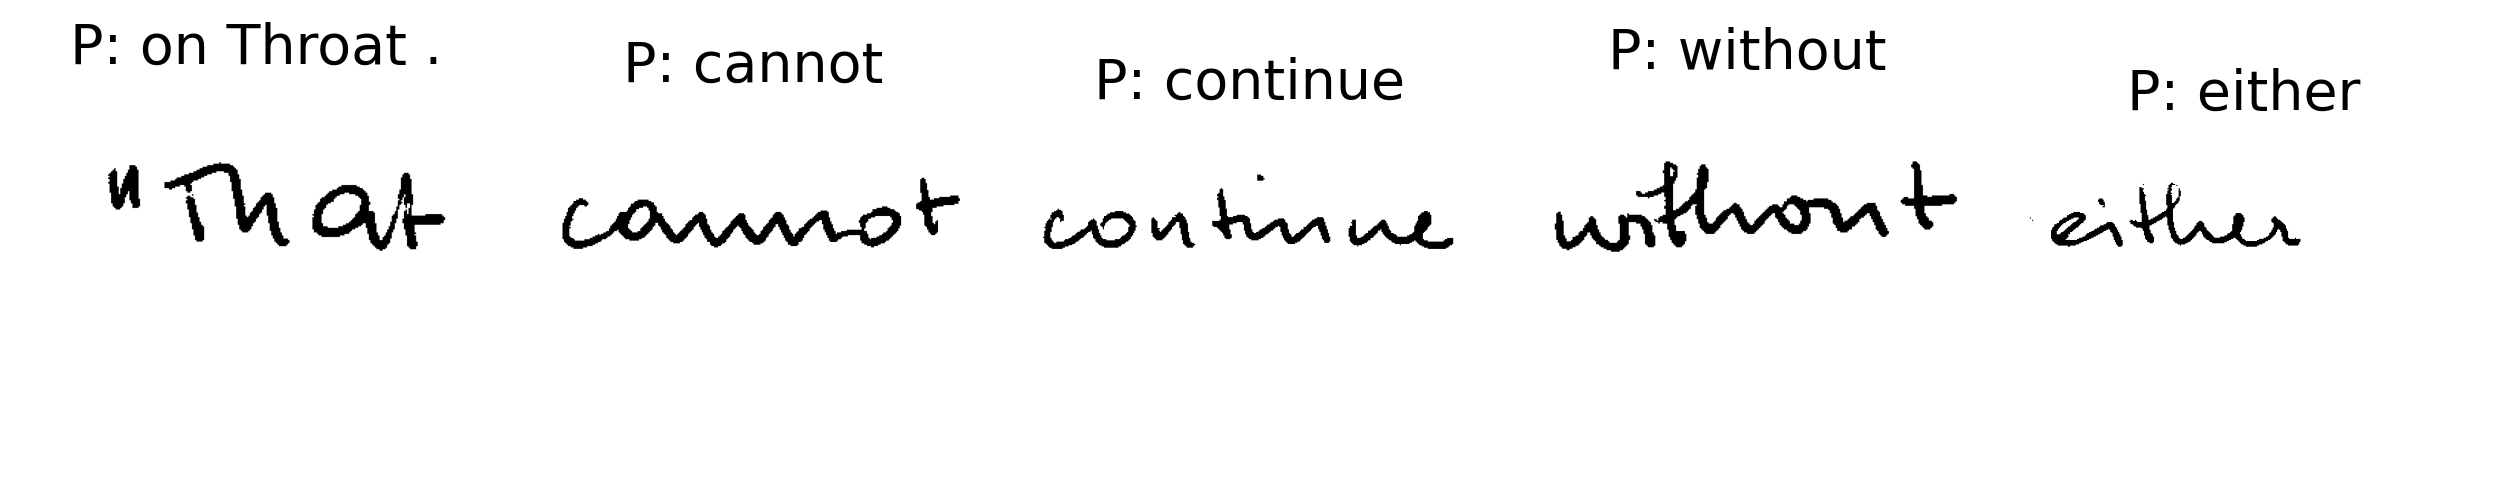 P: on Throat . P: cannot P: continue P: without P: either
"That cannot continue without either